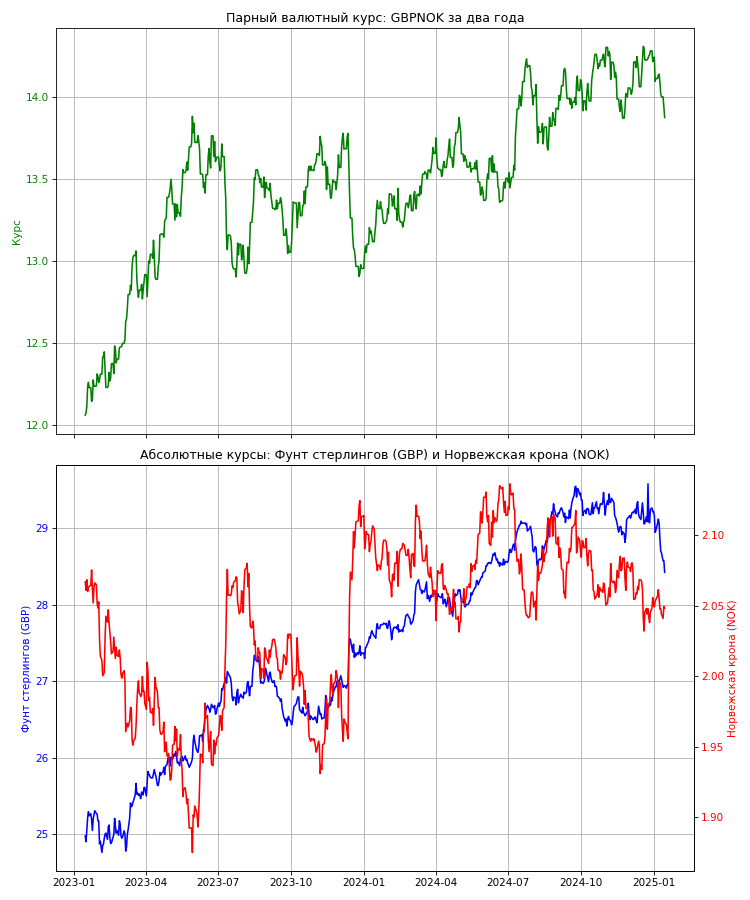 Парный валютный курс: GBPNOK за два года
14.0
13.5
13.0
12.5
12.0
Курс
Абсолютные курсы: Фунт стерлингов (GBP) и Норвежская крона (NOK)
29
28
27
26
25
Фунт стерлингов (GBP)
2.10
2.05
2.00
1.95
1.90
Норвежская крона (NOK)
2023-01 2023-04 2023-07 2023-10 2024-01 2024-04 2024-07 2024-10 2025-01